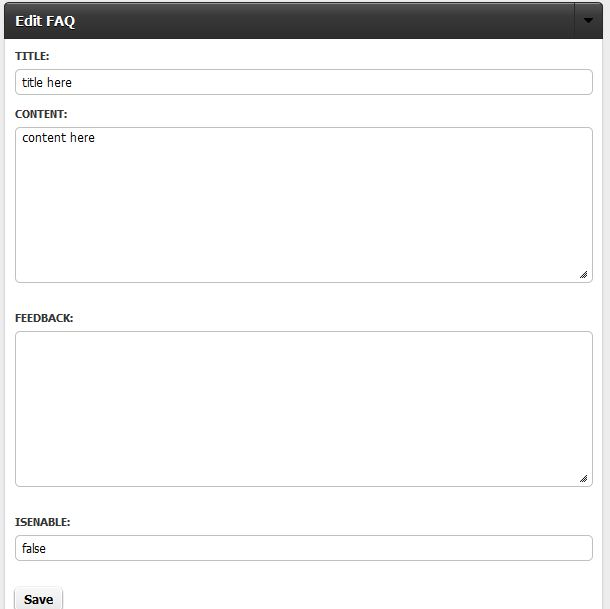 Edit FAQ
TITLE:
title here
CONTENT:
content here
FEEDBACK:
ISENABLE:
false
Save